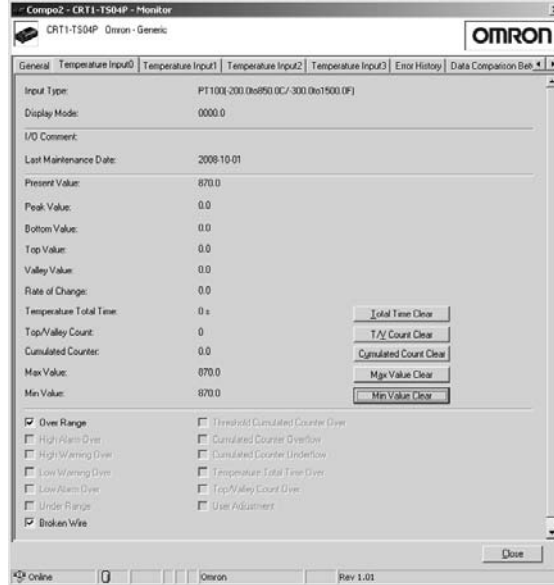 Compo2 - CRT1-TS04P - Monitor
CRT1-TS04P Omron - Generic
OMRON
General Temperature Input0 Temperature Input1 Temperature Input2 Temperature Input3 Error History Data Comparison Beh
Input Type: PT100(-200.0to850.0C/-300.0to1500.0F)
Display Mode: 0000.0
I/O Comment:
Last Maintenance Date: 2008-10-01
Present Value: 870.0
Peak Value: 0.0
Bottom Value: 0.0
Top Value: 0.0
Valley Value: 0.0
Rate of Change: 0.0
Temperature Total Time: 0 s Total Time Clear
Top/Valley Count: 0 T/V Count Clear
Cumulated Counter: 0.0 Cumulated Count Clear
Max Value: 870.0 Max Value Clear
Min Value: 870.0 Min Value Clear
Over Range Threshold Cumulated Counter Over
High Alarm Over Cumulated Counter Overflow
High Warning Over Cumulated Counter Underflow
Low Warning Over Temperature Total Time Over
Low Alarm Over Top/Valley Count Over
Under Range User Adjustment
Broken Wire
Close
Online Omron Rev 1.01